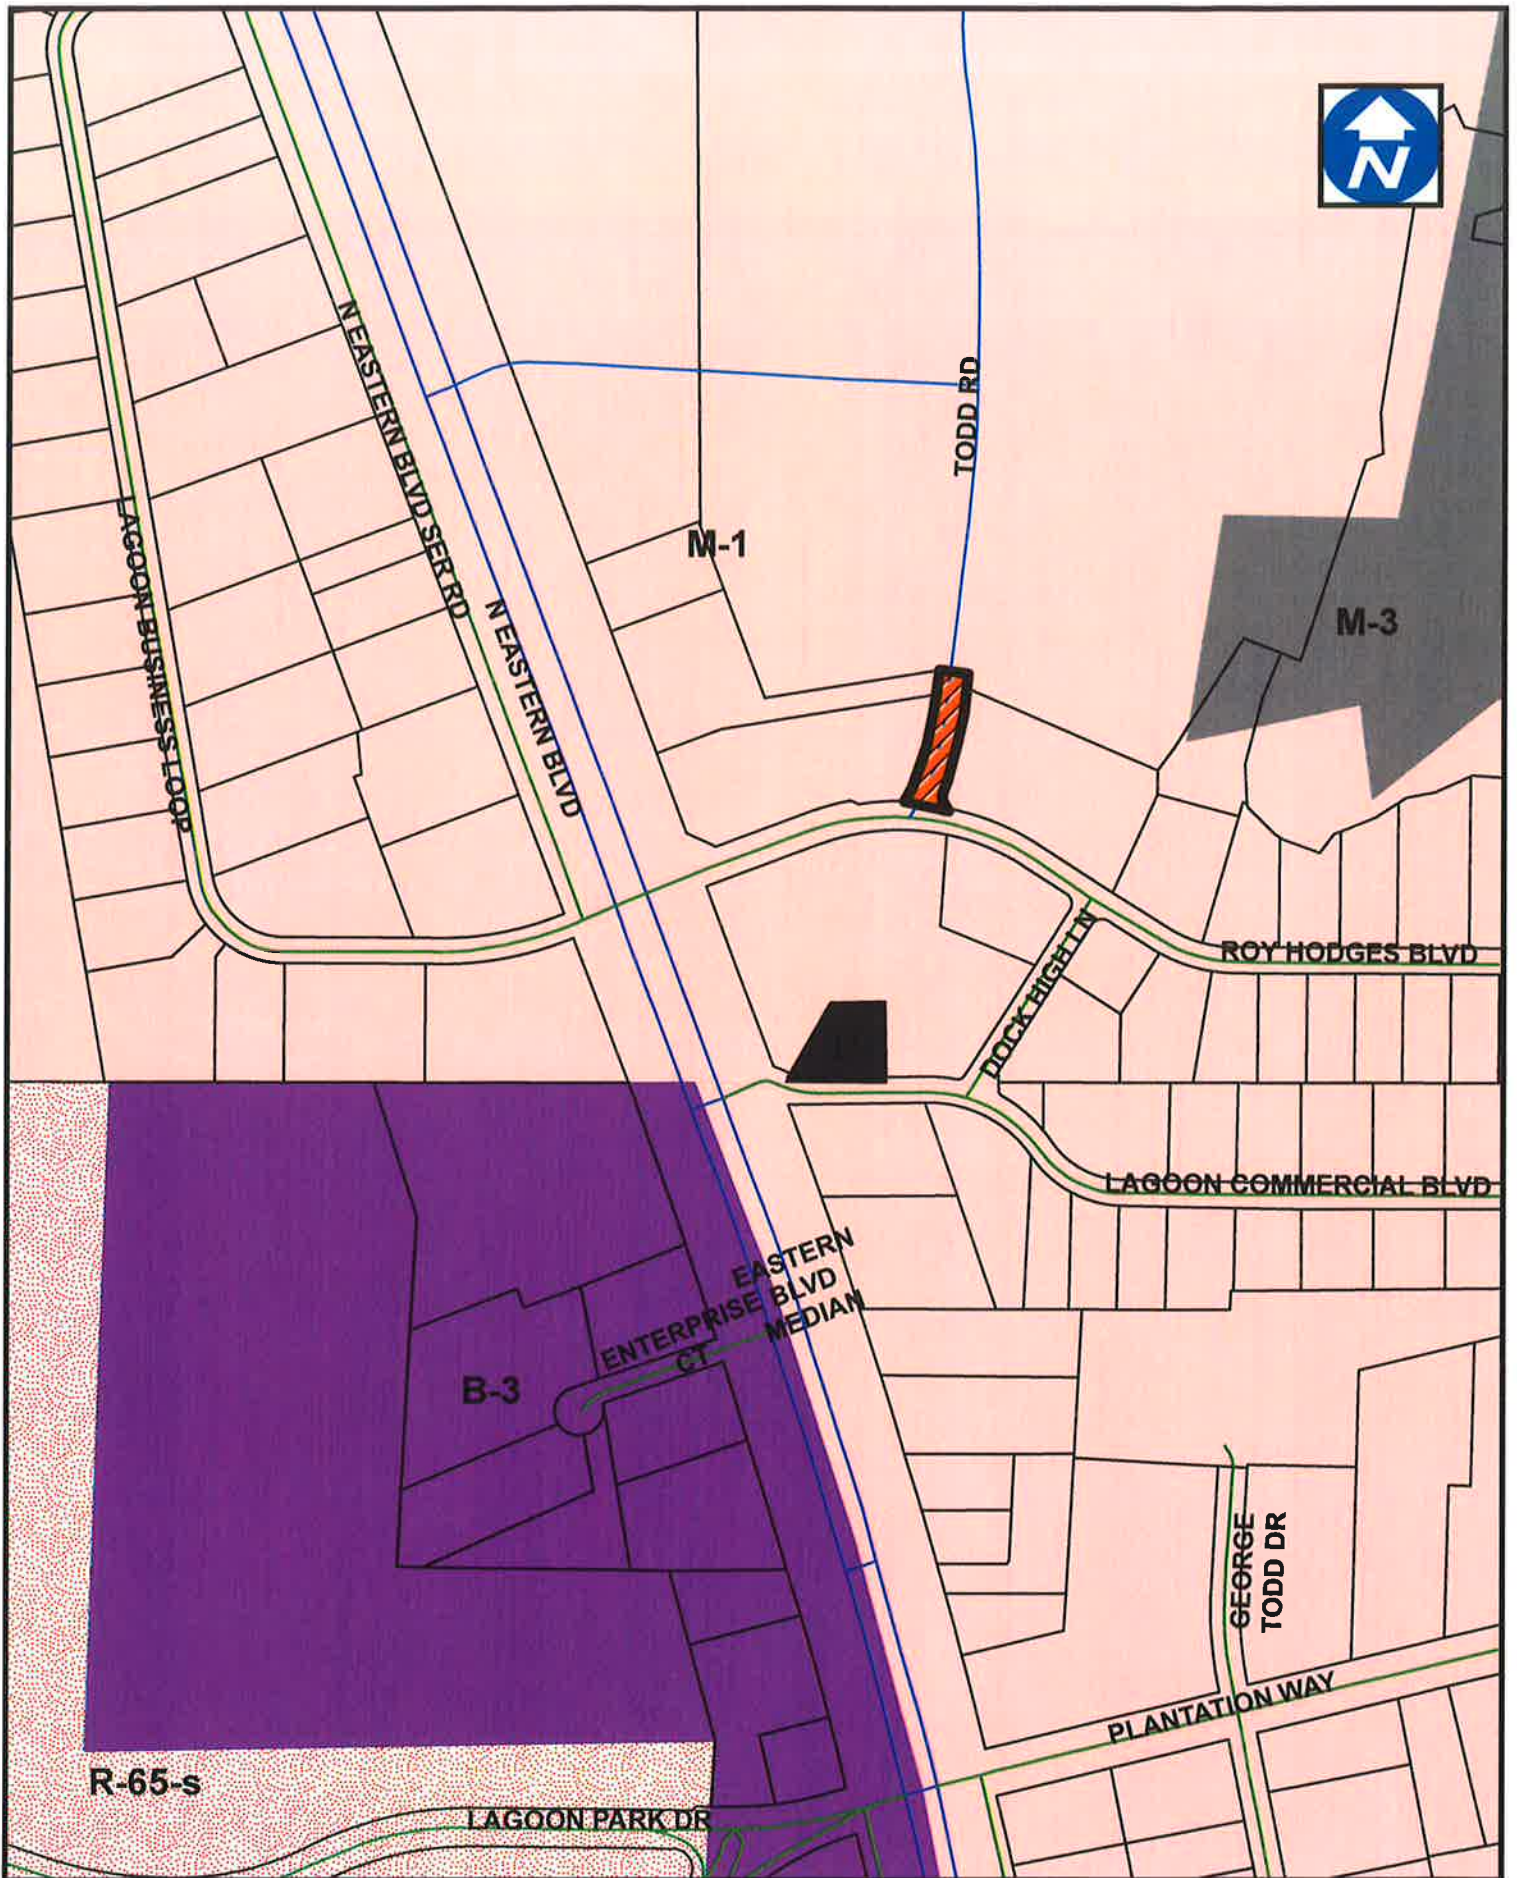 N
TODD RD
N EASTERN BLVD SER RD
LAGOON BUSINESS LOOP
M-1
M-3
N EASTERN BLVD
ROY HODGES BLVD
DOCK HIGH LN
LAGOON COMMERCIAL BLVD
EASTERN
BLVD
MEDIAN
ENTERPRISE
CT
B-3
GEORGE
TODD DR
PLANTATION WAY
R-65-s
LAGOON PARK DR